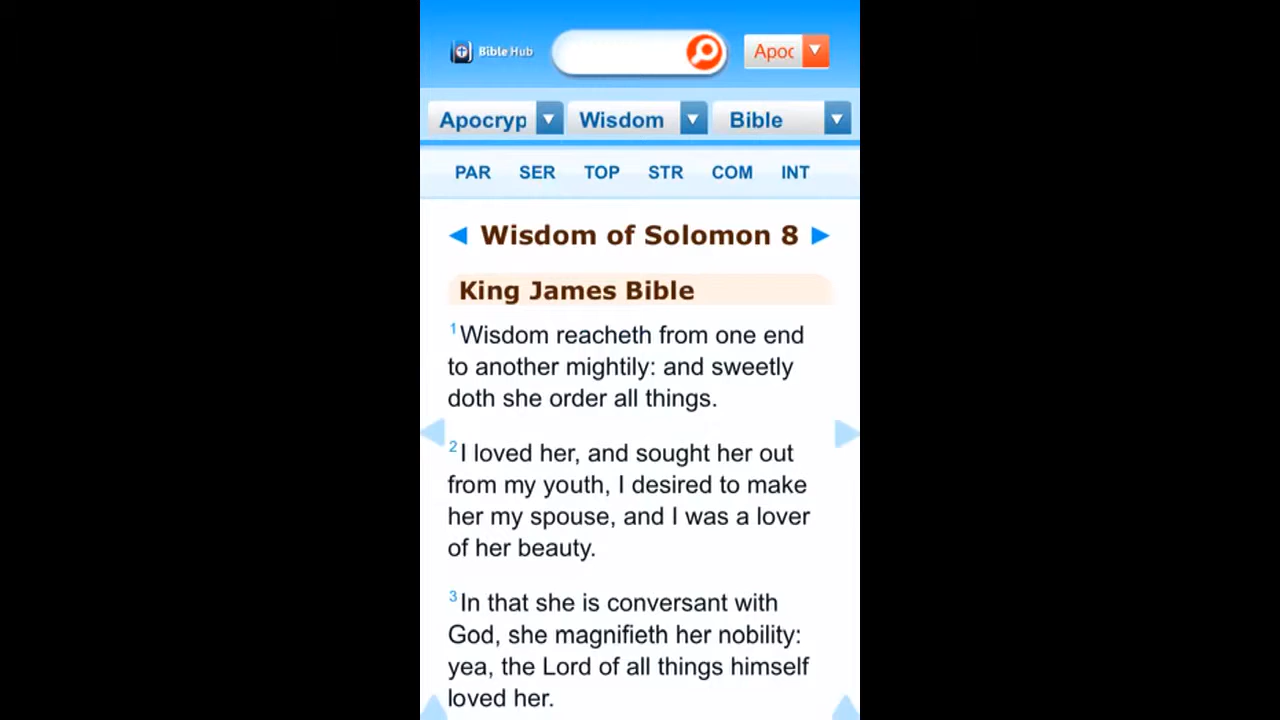 Bible Hub
Apoc
Apocryp Wisdom Bible
PAR SER TOP STR COM INT
Wisdom of Solomon 8
King James Bible
1 Wisdom reacheth from one end
to another mightily: and sweetly
doth she order all things.
2 I loved her, and sought her out
from my youth, I desired to make
her my spouse, and I was a lover
of her beauty.
3 In that she is conversant with
God, she magnifieth her nobility:
yea, the Lord of all things himself
loved her.